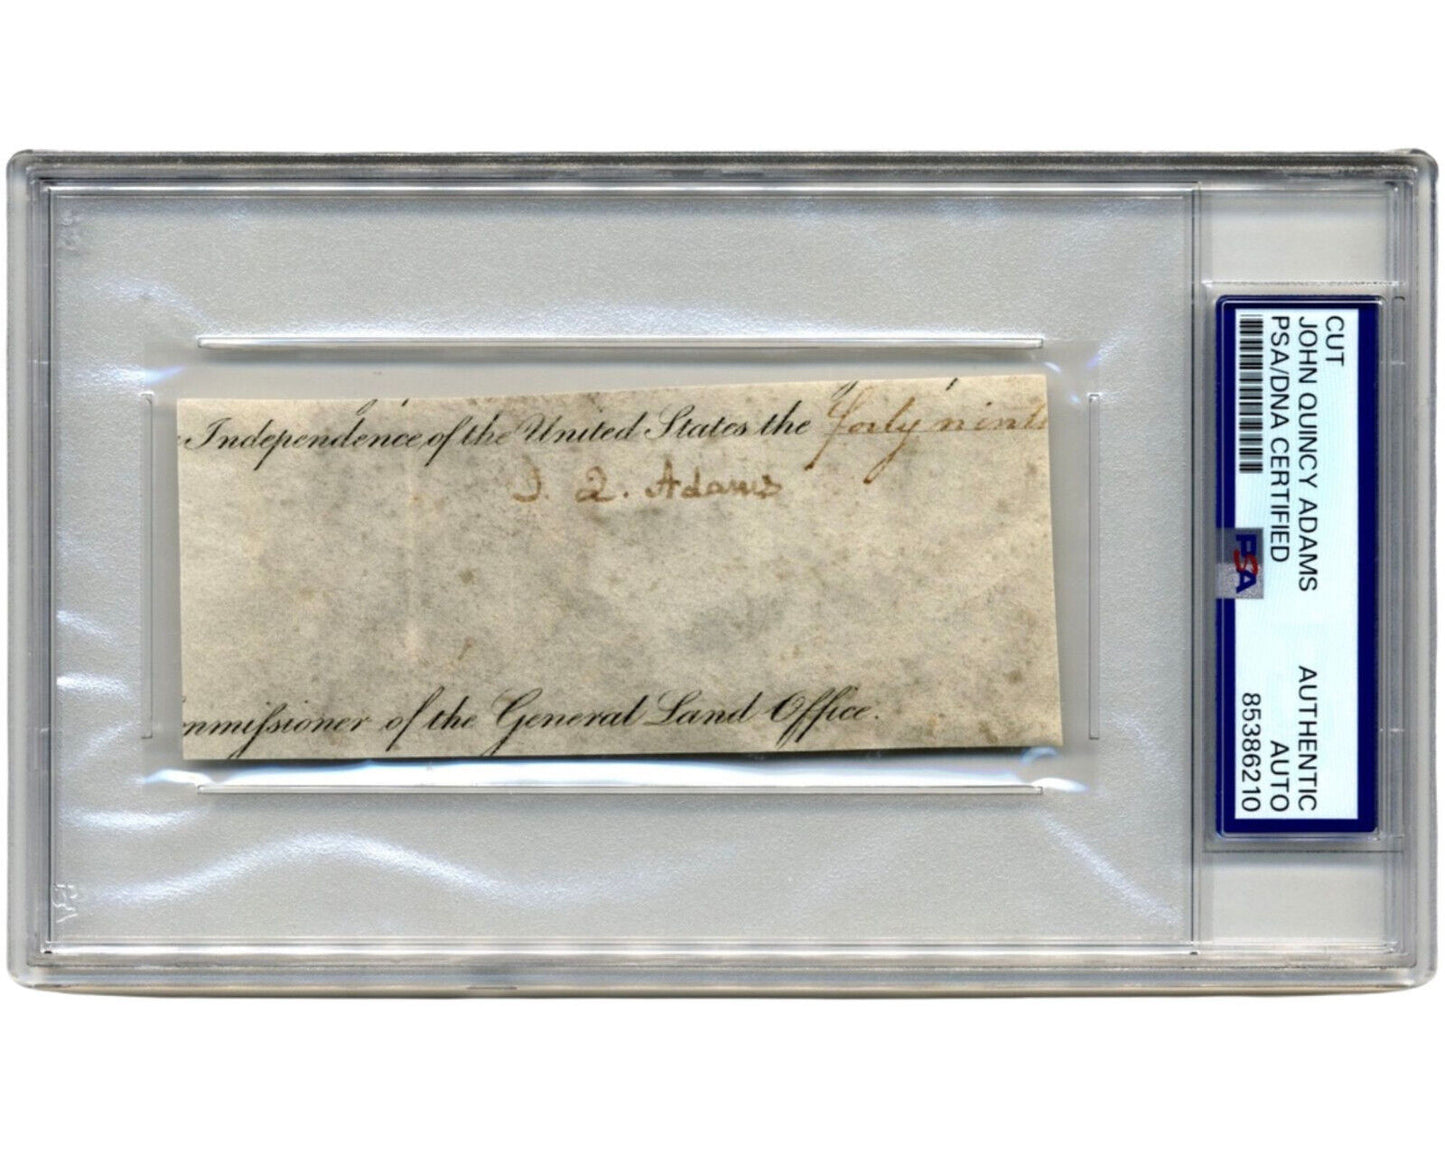 Independence of the United States the forty ninth
J. Q. Adams
ommissioner of the General Land Office.
CUT
JOHN QUINCY ADAMS
PSA/DNA CERTIFIED
AUTHENTIC
AUTO
85386210
PSA